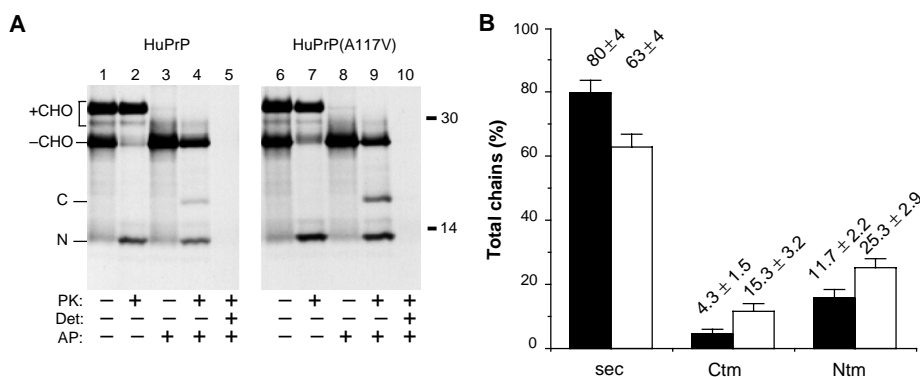 A
HuPrP
HuPrP(A117V)
1 2 3 4 5
6 7 8 9 10
+CHO
–CHO
C
N
30
14
PK: – + – + + – + – + +
Det: – – – – + – – – – +
AP: – – + + + – – + + +
B
Total chains (%)
100
80
60
40
20
0
80 ± 4
63 ± 4
4.3 ± 1.5
15.3 ± 3.2
11.7 ± 2.2
25.3 ± 2.9
sec
Ctm
Ntm